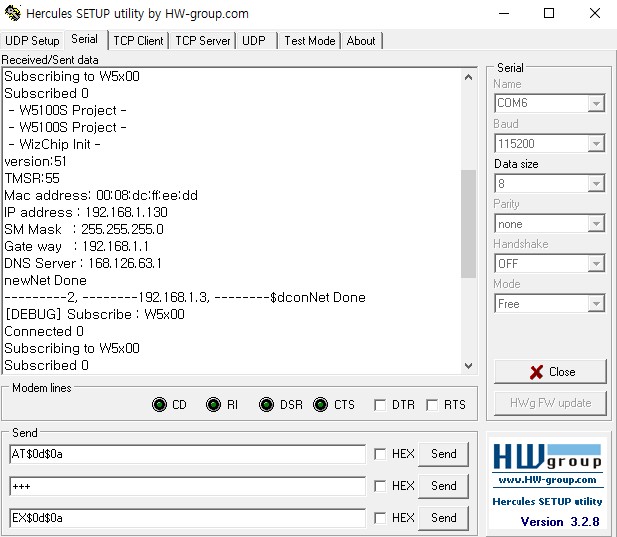 Hercules SETUP utility by HW-group.com
UDP Setup Serial TCP Client TCP Server UDP Test Mode About
Received/Sent data
Subscribing to W5x00
Subscribed 0
- W5100S Project -
- W5100S Project -
- WizChip Init -
version:51
TMSR:55
Mac address: 00:08:dc:ff:ee:dd
IP address : 192.168.1.130
SM Mask : 255.255.255.0
Gate way : 192.168.1.1
DNS Server : 168.126.63.1
newNet Done
---------2, --------192.168.1.3, --------$dconNet Done
[DEBUG] Subscribe : W5x00
Connected 0
Subscribing to W5x00
Subscribed 0
Serial
Name
COM6
Baud
115200
Data size
8
Parity
none
Handshake
OFF
Mode
Free
Close
HWg FW update
Modem lines
CD RI DSR CTS DTR RTS
Send
AT$0d$0a HEX Send
+++ HEX Send
EX$0d$0a HEX Send
HWgroup
www.HW-group.com
Hercules SETUP utility
Version 3.2.8